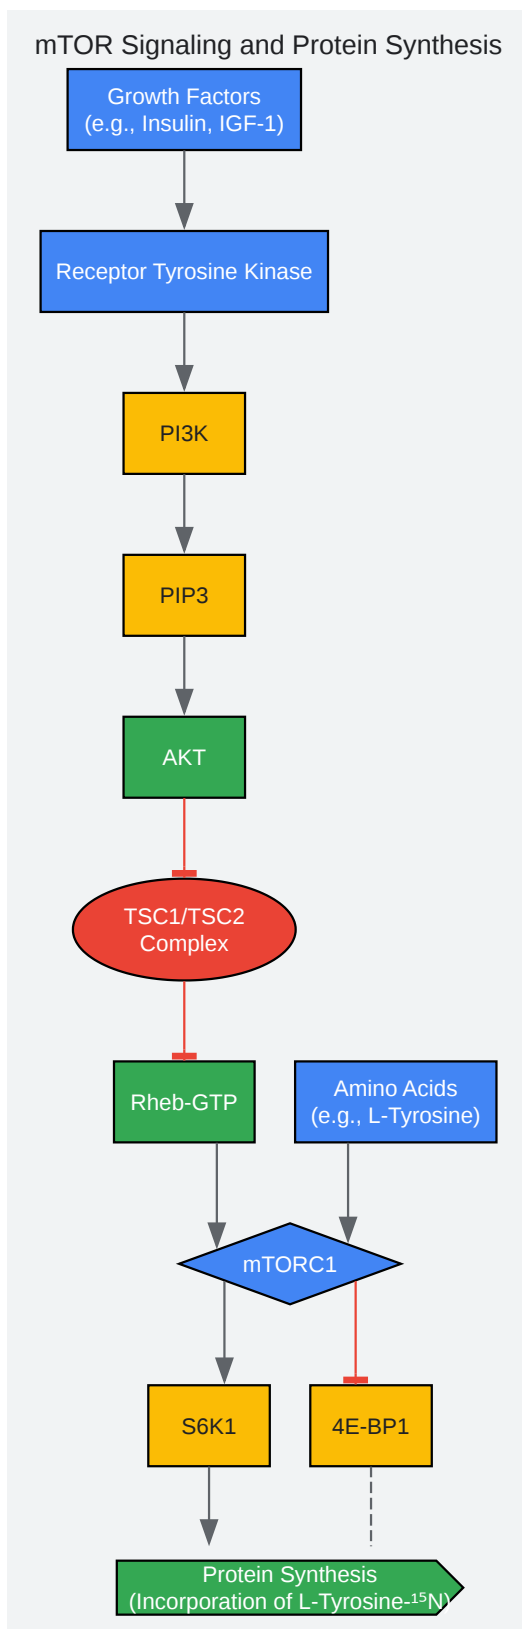 mTOR Signaling and Protein Synthesis
Growth Factors
(e.g., Insulin, IGF-1)
Receptor Tyrosine Kinase
PI3K
PIP3
AKT
TSC1/TSC2
Complex
Rheb-GTP
Amino Acids
(e.g., L-Tyrosine)
mTORC1
S6K1
4E-BP1
Protein Synthesis
(Incorporation of L-Tyrosine-¹⁵N)